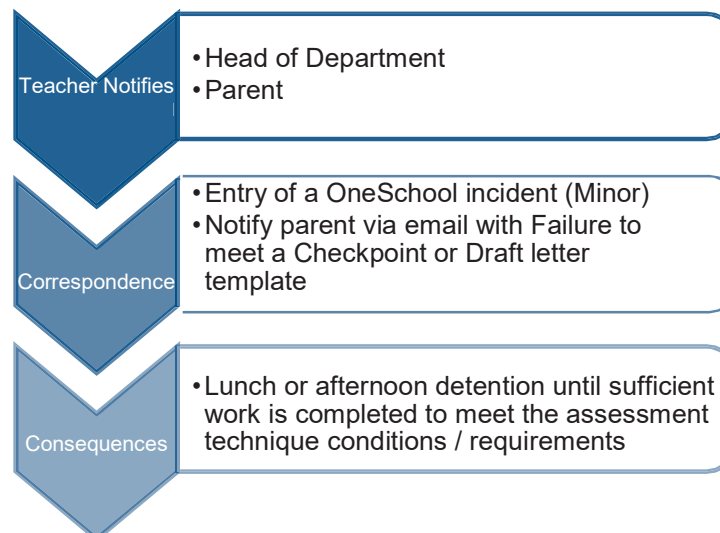 Teacher Notifies
•Head of Department
•Parent
Correspondence
•Entry of a OneSchool incident (Minor)
•Notify parent via email with Failure to
meet a Checkpoint or Draft letter
template
Consequences
•Lunch or afternoon detention until sufficient
work is completed to meet the assessment
technique conditions / requirements